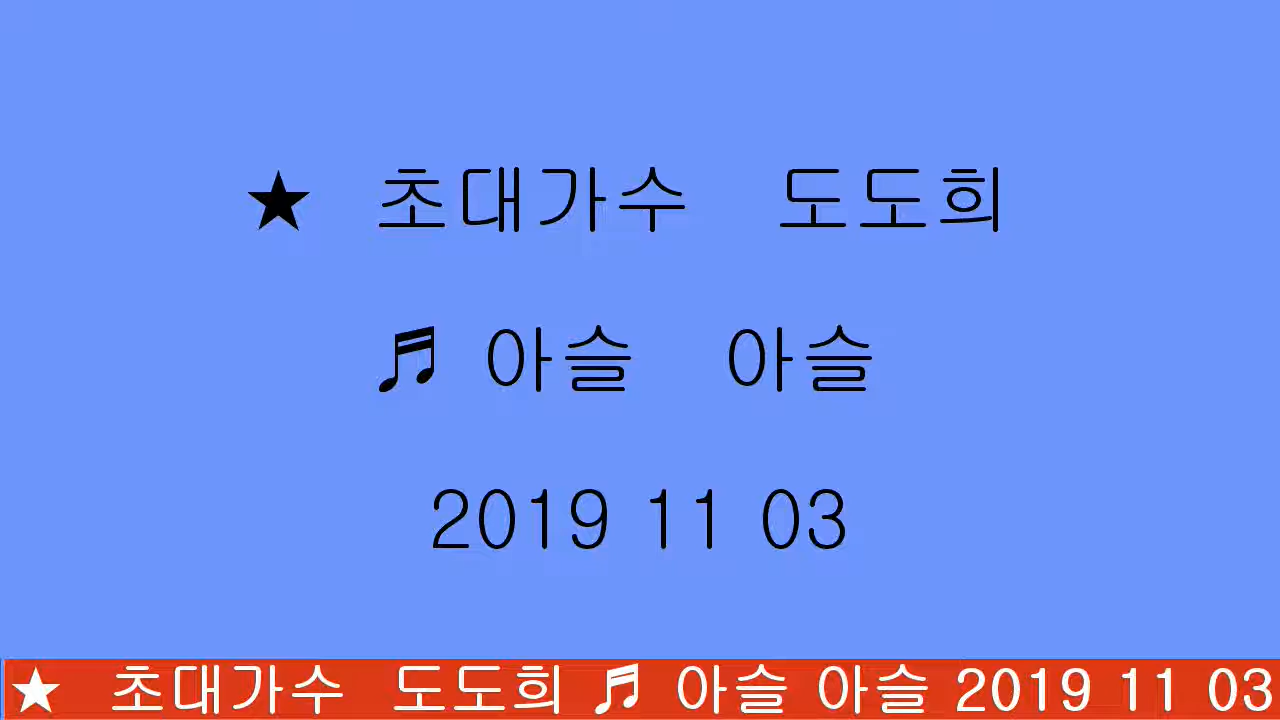 ★ 초대가수 도도희
♬ 아슬 아슬
2019 11 03
★ 초대가수 도도희 ♬ 아슬 아슬 2019 11 03